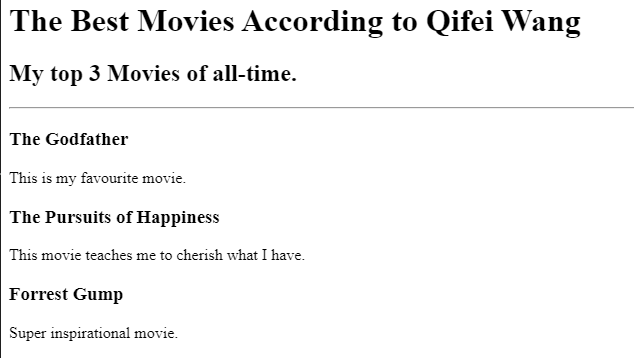 The Best Movies According to Qifei Wang
My top 3 Movies of all-time.
The Godfather
This is my favourite movie.
The Pursuits of Happiness
This movie teaches me to cherish what I have.
Forrest Gump
Super inspirational movie.